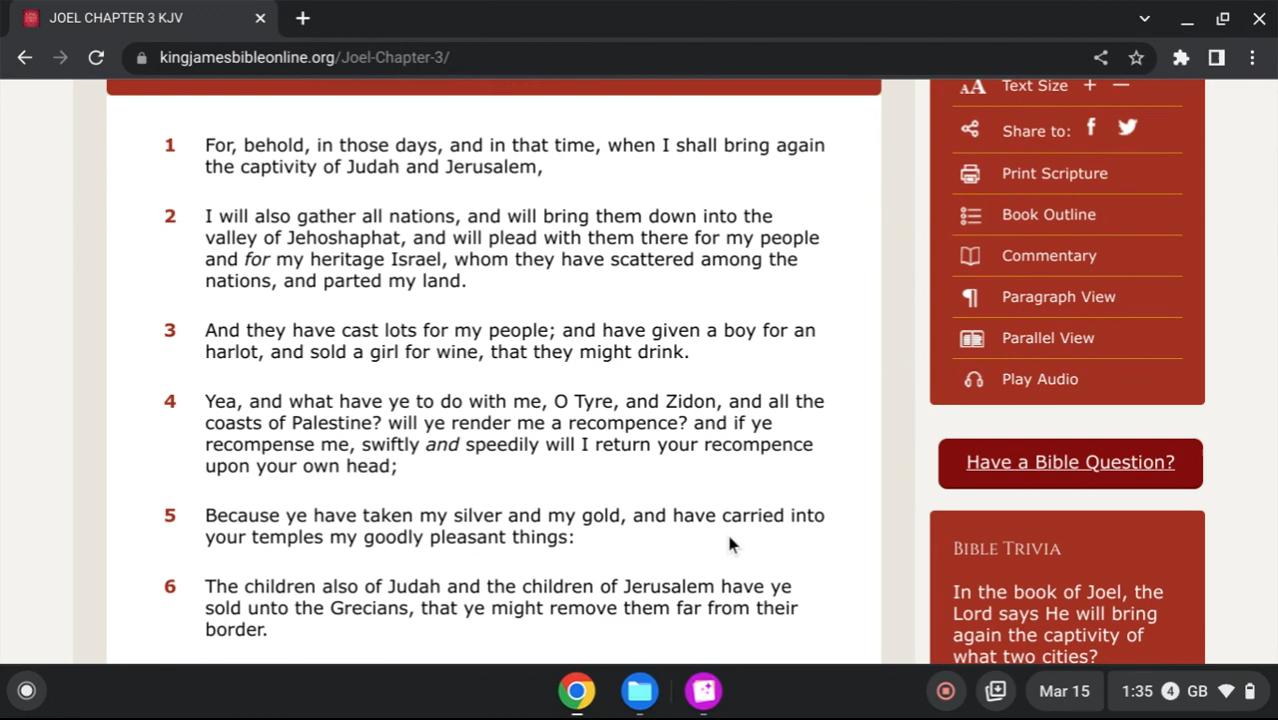 JOEL CHAPTER 3 KJV
kingjamesbibleonline.org/Joel-Chapter-3/
1 For, behold, in those days, and in that time, when I shall bring again
the captivity of Judah and Jerusalem,
2 I will also gather all nations, and will bring them down into the
valley of Jehoshaphat, and will plead with them there for my people
and for my heritage Israel, whom they have scattered among the
nations, and parted my land.
3 And they have cast lots for my people; and have given a boy for an
harlot, and sold a girl for wine, that they might drink.
4 Yea, and what have ye to do with me, O Tyre, and Zidon, and all the
coasts of Palestine? will ye render me a recompence? and if ye
recompense me, swiftly and speedily will I return your recompence
upon your own head;
5 Because ye have taken my silver and my gold, and have carried into
your temples my goodly pleasant things:
6 The children also of Judah and the children of Jerusalem have ye
sold unto the Grecians, that ye might remove them far from their
border.
AA Text Size + —
Share to:
Print Scripture
Book Outline
Commentary
Paragraph View
Parallel View
Play Audio
Have a Bible Question?
BIBLE TRIVIA
In the book of Joel, the
Lord says He will bring
again the captivity of
what two cities?
Mar 15
1:35 4 GB